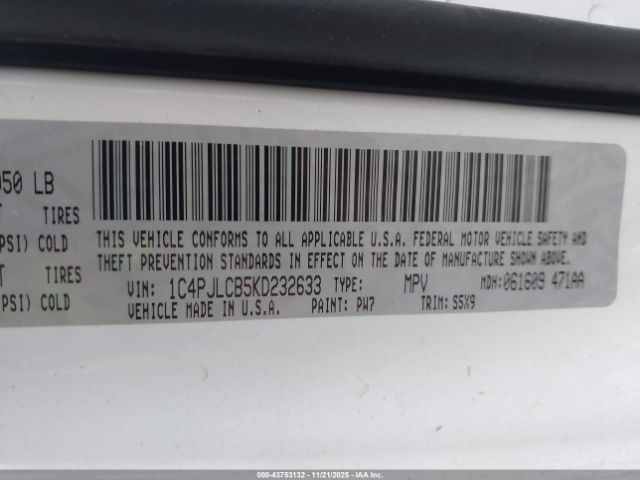 050 LB
TIRES
PSI) COLD
TIRES
PSI) COLD
THIS VEHICLE CONFORMS TO ALL APPLICABLE U.S.A. FEDERAL MOTOR VEHICLE SAFETY AND
THEFT PREVENTION STANDARDS IN EFFECT ON THE DATE OF MANUFACTURE SHOWN ABOVE.
VIN: 1C4PJLCB5KD232633 TYPE: MPV MDH: 061609 471AA
VEHICLE MADE IN U.S.A. PAINT: PW7 TRIM: S5X9
000-43753132 - 11/21/2025 - IAA Inc.